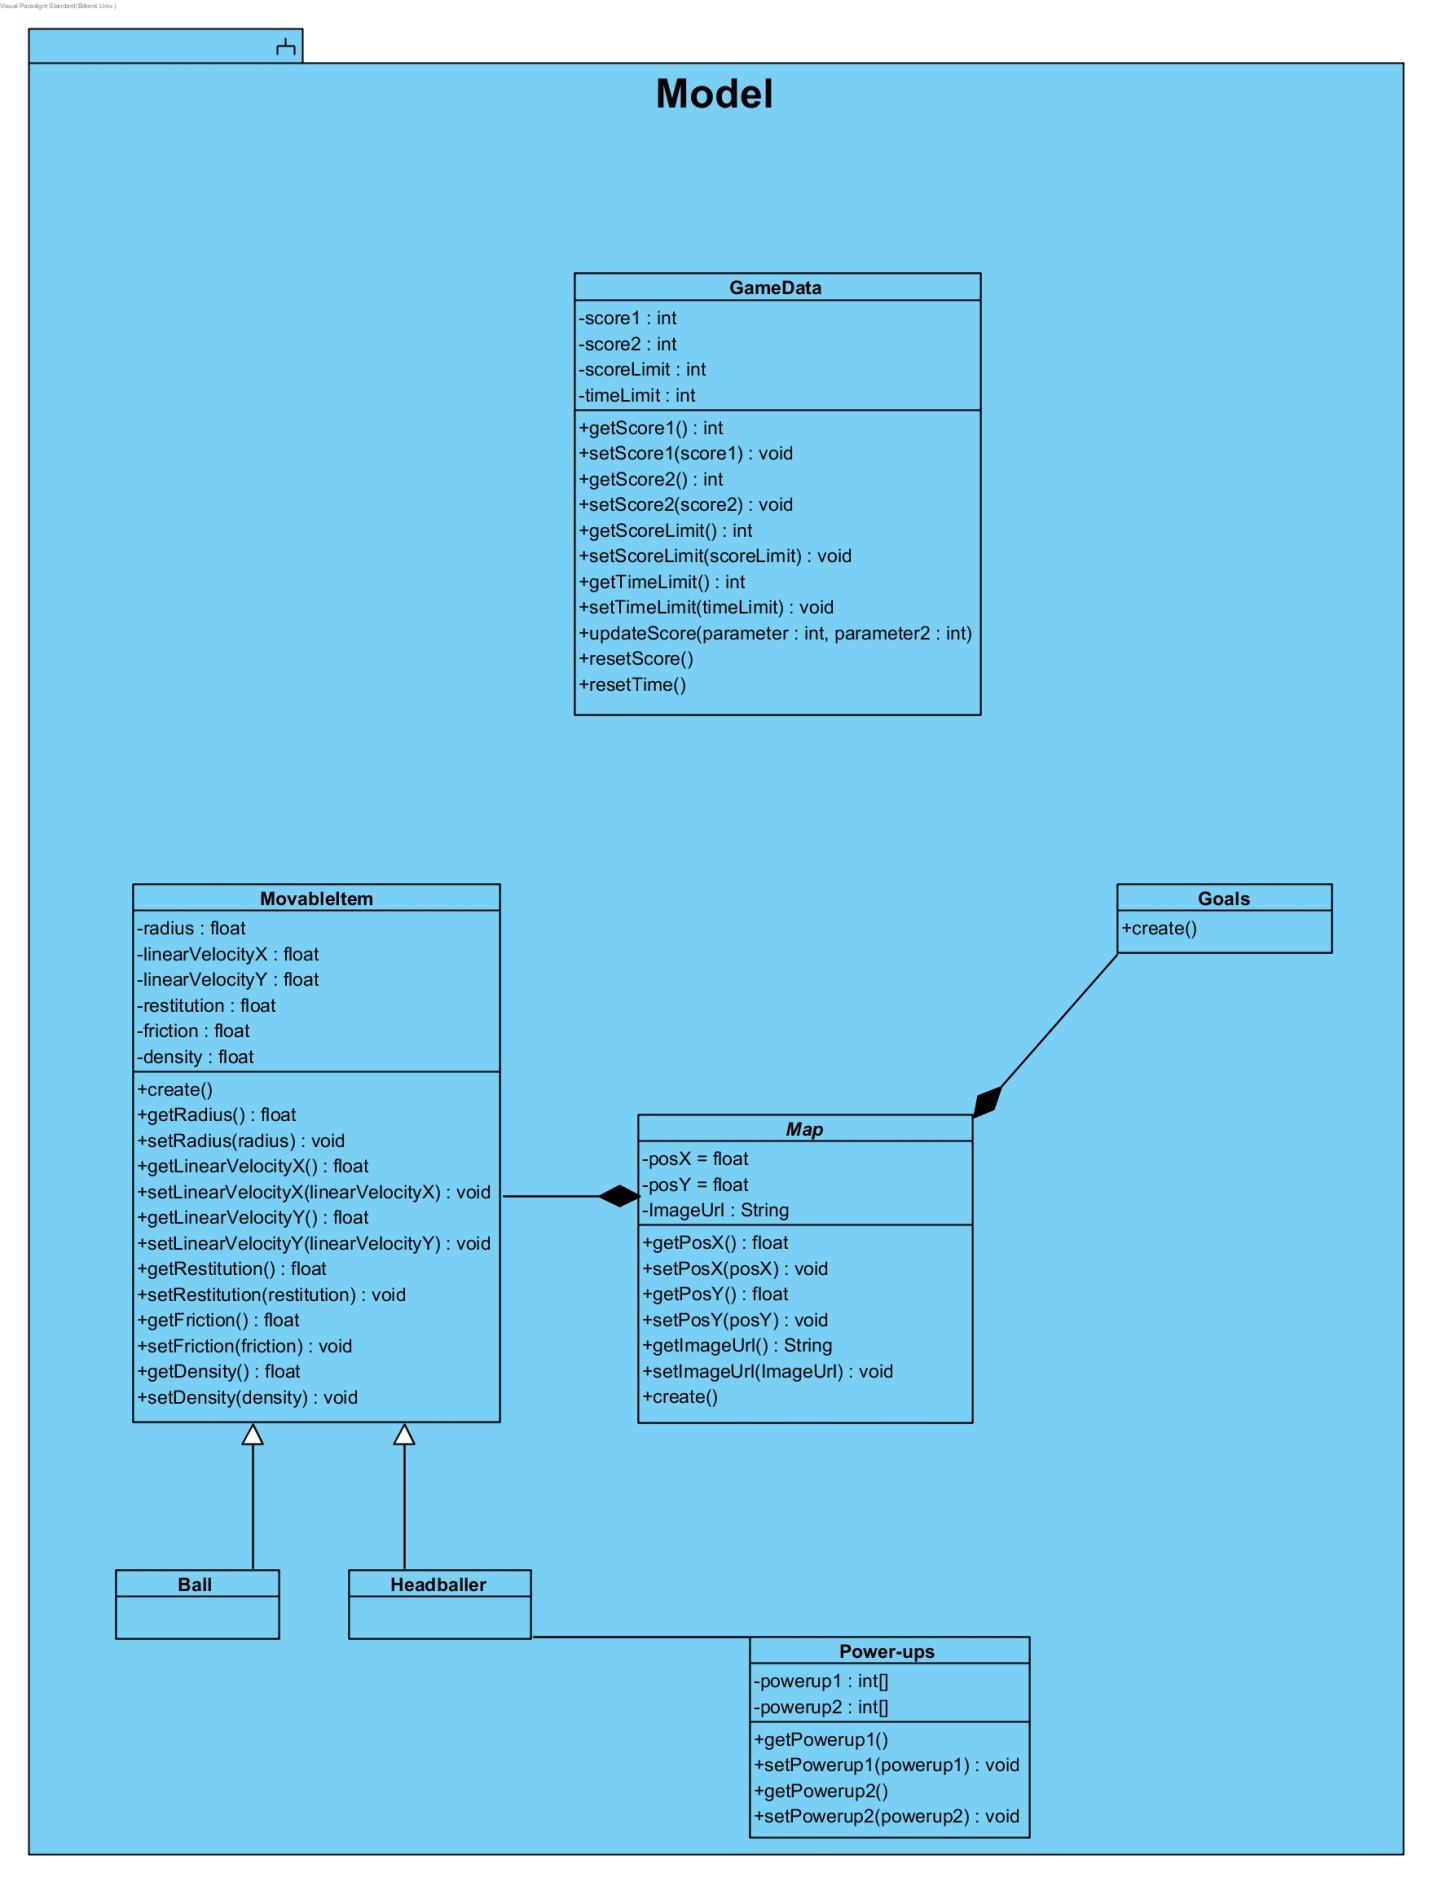 Visual Paradigm Standard(Bilkent Univ.)
Model
GameData
-score1 : int
-score2 : int
-scoreLimit : int
-timeLimit : int
+getScore1() : int
+setScore1(score1) : void
+getScore2() : int
+setScore2(score2) : void
+getScoreLimit() : int
+setScoreLimit(scoreLimit) : void
+getTimeLimit() : int
+setTimeLimit(timeLimit) : void
+updateScore(parameter : int, parameter2 : int)
+resetScore()
+resetTime()
MovableItem
-radius : float
-linearVelocityX : float
-linearVelocityY : float
-restitution : float
-friction : float
-density : float
+create()
+getRadius() : float
+setRadius(radius) : void
+getLinearVelocityX() : float
+setLinearVelocityX(linearVelocityX) : void
+getLinearVelocityY() : float
+setLinearVelocityY(linearVelocityY) : void
+getRestitution() : float
+setRestitution(restitution) : void
+getFriction() : float
+setFriction(friction) : void
+getDensity() : float
+setDensity(density) : void
Goals
+create()
Map
-posX = float
-posY = float
-ImageUrl : String
+getPosX() : float
+setPosX(posX) : void
+getPosY() : float
+setPosY(posY) : void
+getImageUrl() : String
+setImageUrl(ImageUrl) : void
+create()
Ball
Headballer
Power-ups
-powerup1 : int[]
-powerup2 : int[]
+getPowerup1()
+setPowerup1(powerup1) : void
+getPowerup2()
+setPowerup2(powerup2) : void